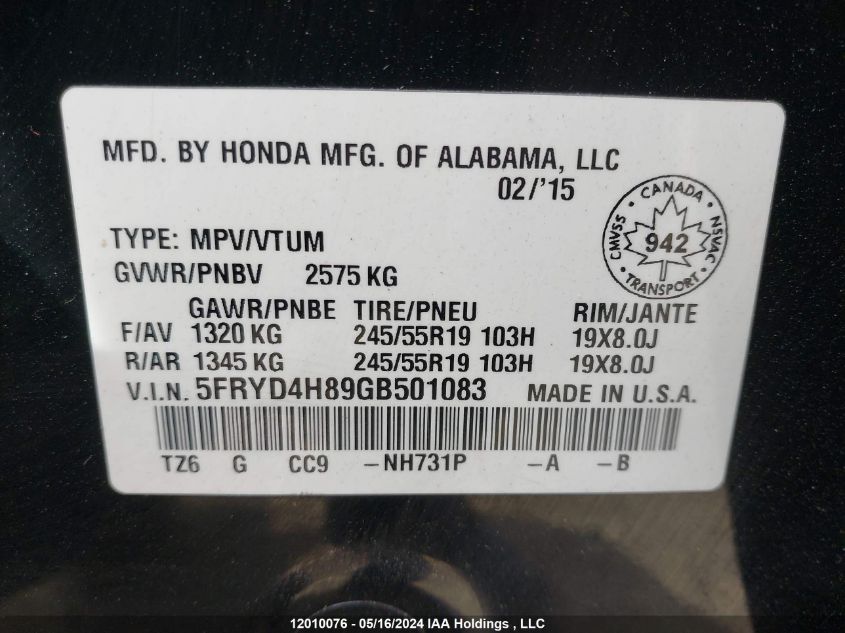 MFD. BY HONDA MFG. OF ALABAMA, LLC
02/'15
CANADA
CMVSS 942 NSVAC
TRANSPORT
TYPE: MPV/VTUM
GVWR/PNBV 2575 KG
GAWR/PNBE TIRE/PNEU RIM/JANTE
F/AV 1320 KG 245/55R19 103H 19X8.0J
R/AR 1345 KG 245/55R19 103H 19X8.0J
V.I.N. 5FRYD4H89GB501083 MADE IN U.S.A.
TZ6 G CC9 -NH731P -A -B
12010076 - 05/16/2024 IAA Holdings , LLC